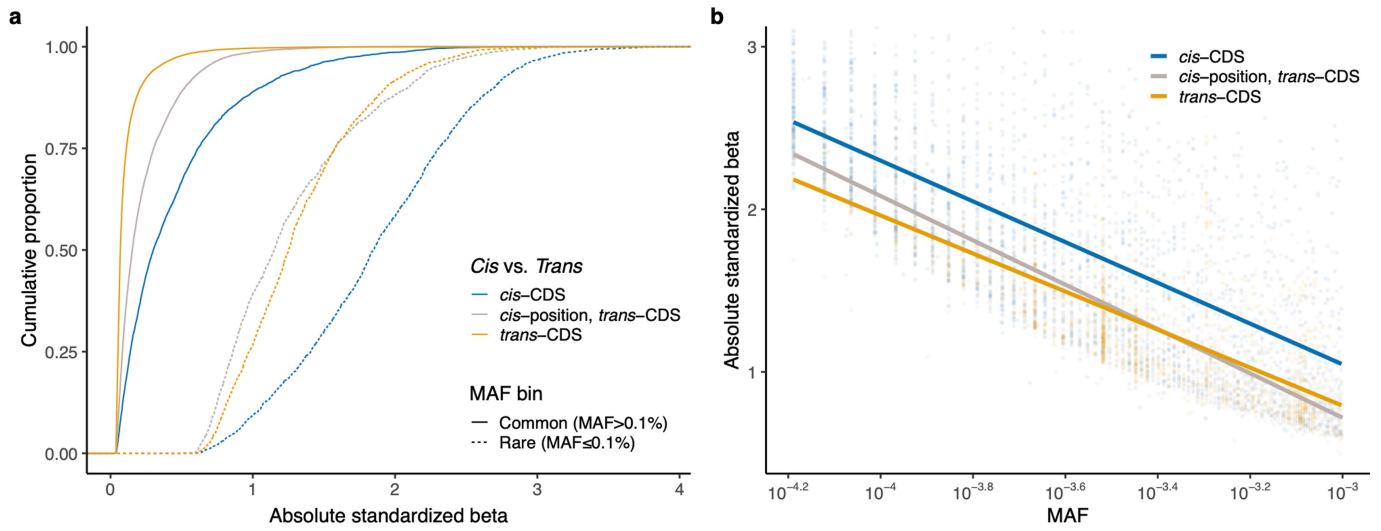 a
1.00
0.75
0.50
0.25
0.00
Cumulative proportion
0 1 2 3 4
Absolute standardized beta
Cis vs. Trans
cis–CDS
cis–position, trans–CDS
trans–CDS
MAF bin
Common (MAF>0.1%)
Rare (MAF≤0.1%)
b
3
2
1
Absolute standardized beta
10−4.2 10−4 10−3.8 10−3.6 10−3.4 10−3.2 10−3
MAF
cis–CDS
cis–position, trans–CDS
trans–CDS